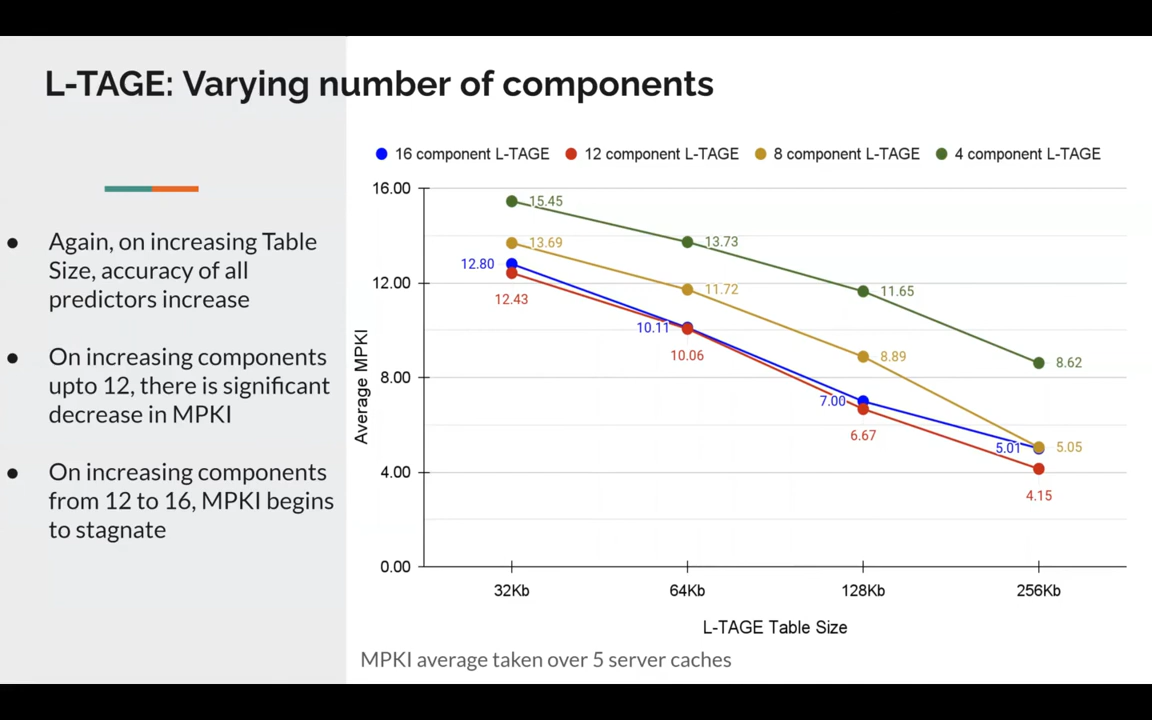 L-TAGE: Varying number of components
Again, on increasing Table
Size, accuracy of all
predictors increase
On increasing components
upto 12, there is significant
decrease in MPKI
On increasing components
from 12 to 16, MPKI begins
to stagnate
16 component L-TAGE 12 component L-TAGE 8 component L-TAGE 4 component L-TAGE
Average MPKI
16.00
12.00
8.00
4.00
0.00
15.45
13.73
11.65
8.62
13.69
11.72
8.89
5.05
12.80
10.11
7.00
5.01
12.43
10.06
6.67
4.15
32Kb 64Kb 128Kb 256Kb
L-TAGE Table Size
MPKI average taken over 5 server caches